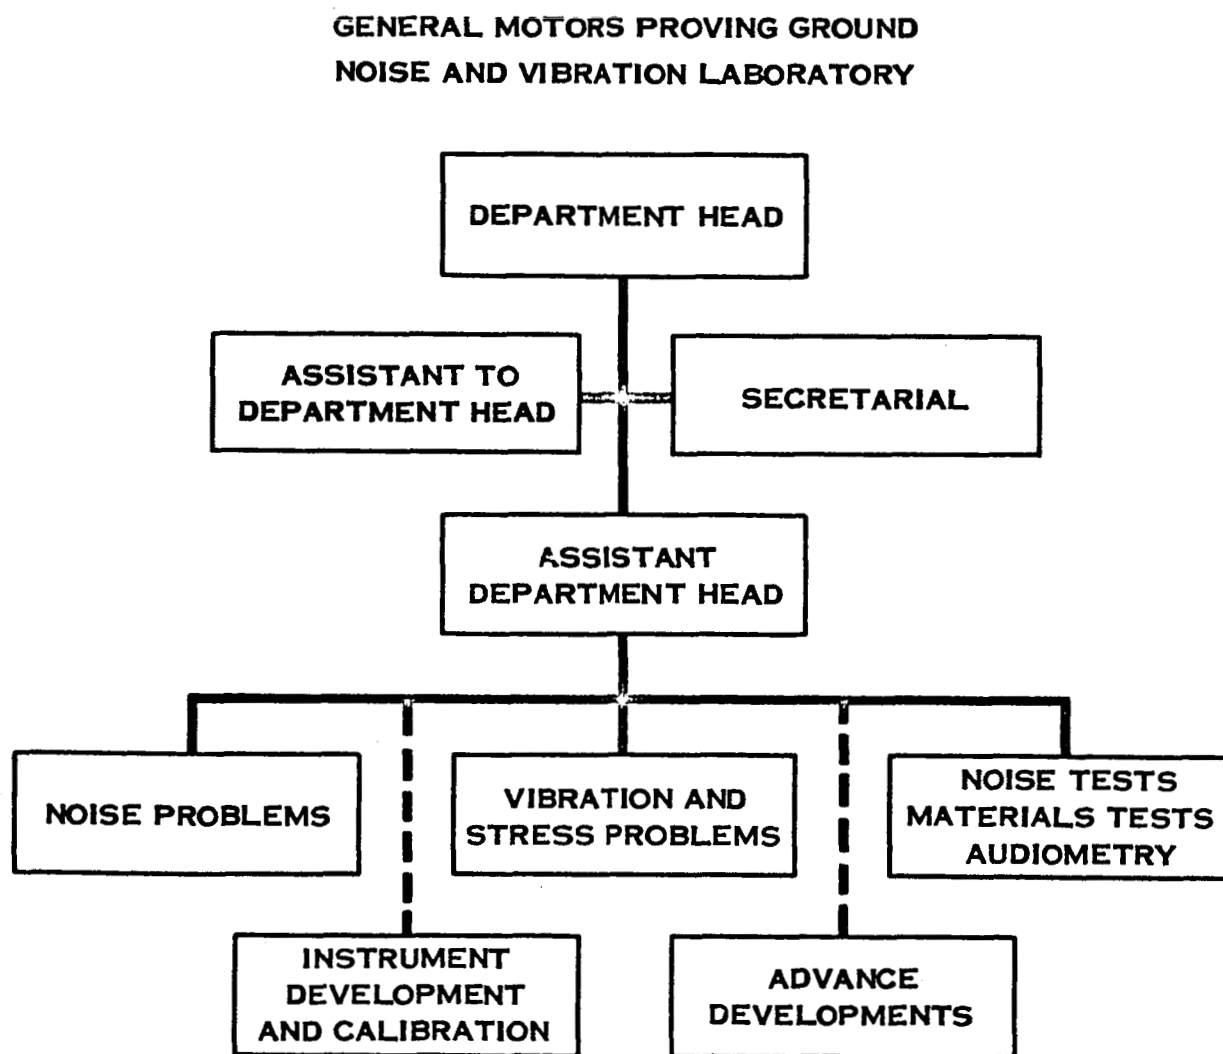 GENERAL MOTORS PROVING GROUND
NOISE AND VIBRATION LABORATORY
DEPARTMENT HEAD
ASSISTANT TO
DEPARTMENT HEAD
SECRETARIAL
ASSISTANT
DEPARTMENT HEAD
NOISE PROBLEMS
VIBRATION AND
STRESS PROBLEMS
NOISE TESTS
MATERIALS TESTS
AUDIOMETRY
INSTRUMENT
DEVELOPMENT
AND CALIBRATION
ADVANCE
DEVELOPMENTS